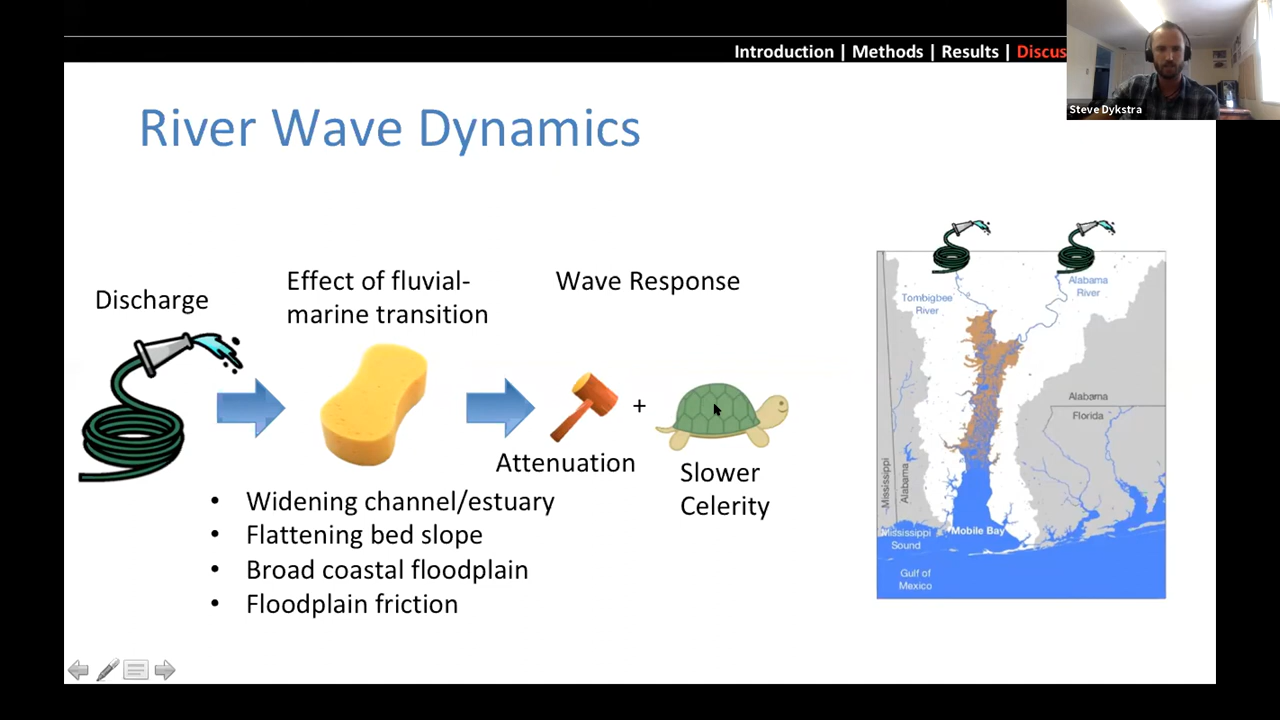 Introduction | Methods | Results | Discus
Steve Dykstra
River Wave Dynamics
Discharge
Effect of fluvial-
marine transition
Wave Response
+
Attenuation
Slower
Celerity
• Widening channel/estuary
• Flattening bed slope
• Broad coastal floodplain
• Floodplain friction
Tombigbee
River
Alabama
River
Alabama
Florida
Mississippi
Alabama
Mobile Bay
Mississippi
Sound
Gulf of
Mexico